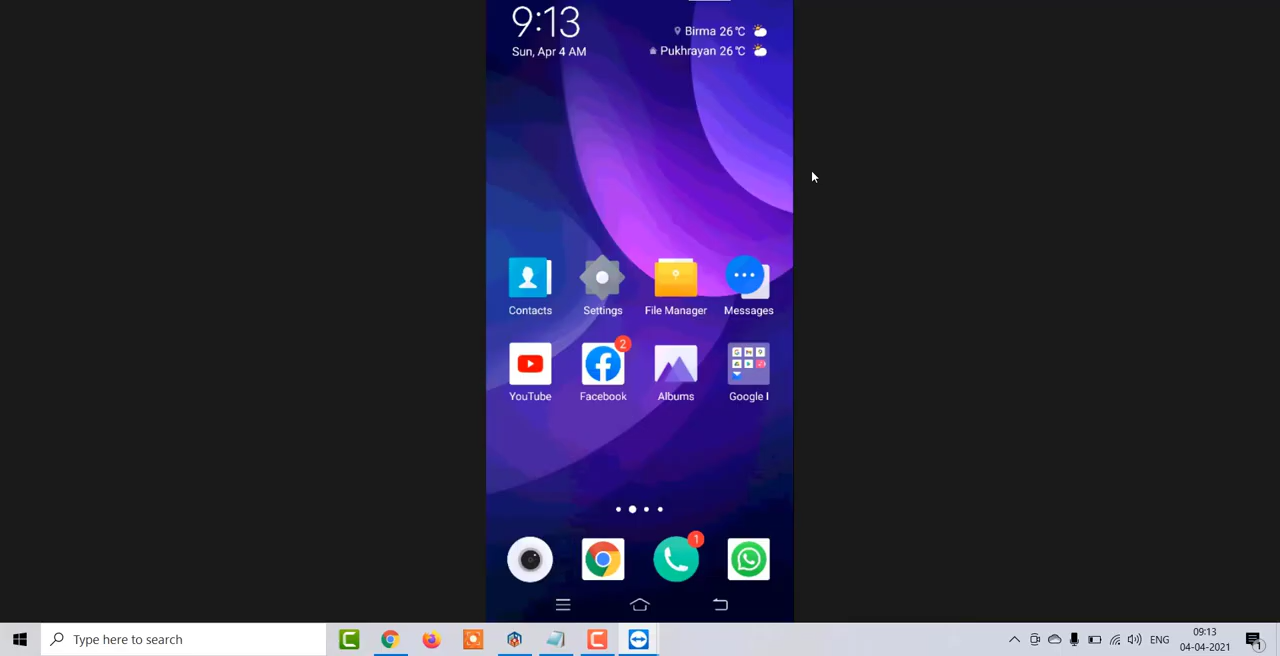 9:13
Sun, Apr 4 AM
Birma 26℃
Pukhrayan 26℃
Contacts
Settings
File Manager
Messages
YouTube
2
Facebook
Albums
Google I
1
Type here to search
ENG
09:13
04-04-2021
1